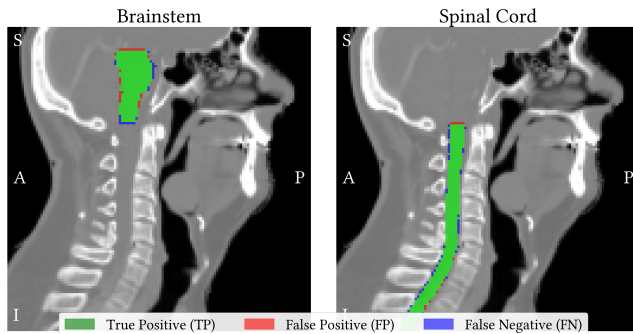 Brainstem
Spinal Cord
S
S
A
P
A
P
I
I
True Positive (TP)
False Positive (FP)
False Negative (FN)